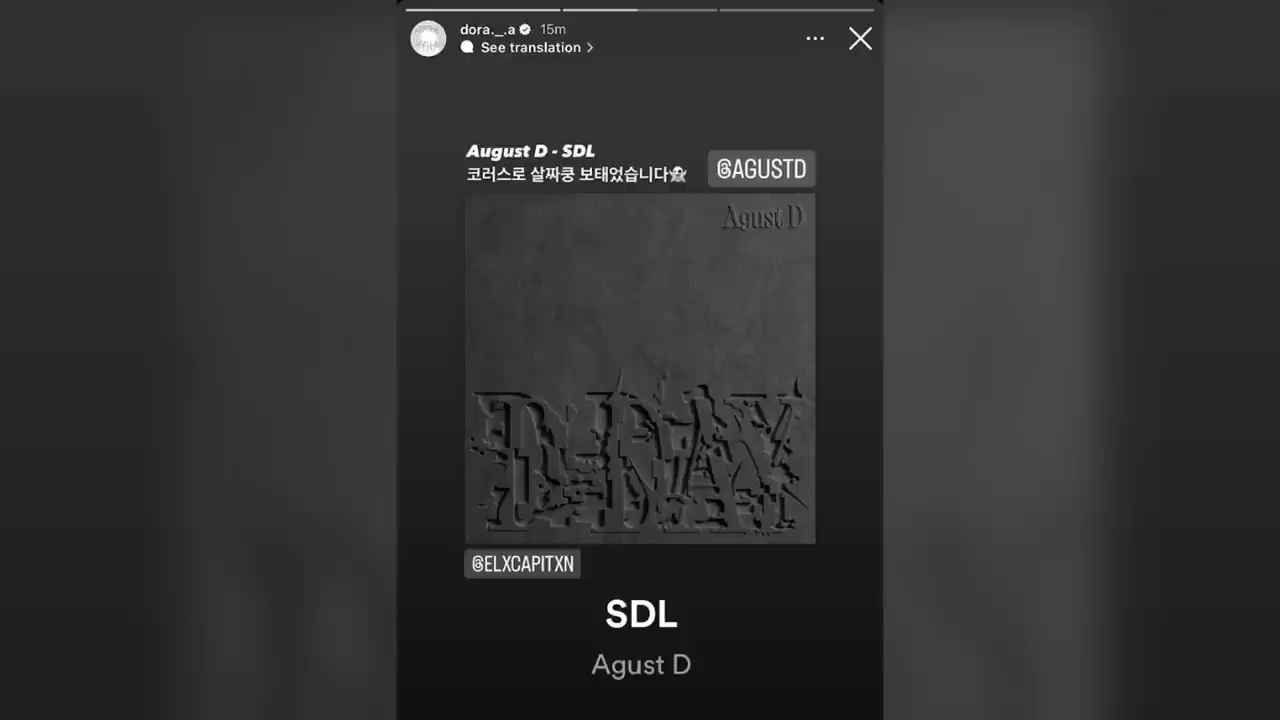 dora._.a 15m
See translation >
August D - SDL
@AGUSTD
코러스로 살짜쿵 보태었습니다👻
Agust D
D-DAY
@ELXCAPITXN
SDL
Agust D